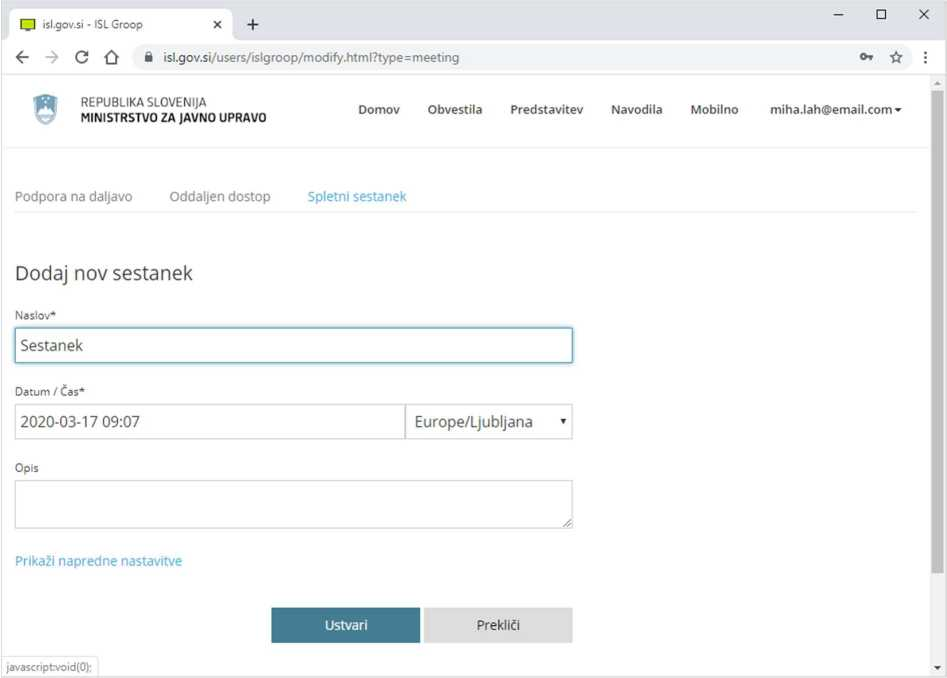 isl.gov.si - ISL Groop
isl.gov.si/users/islgroop/modify.html?type=meeting
REPUBLIKA SLOVENIJA
MINISTRSTVO ZA JAVNO UPRAVO
Domov Obvestila Predstavitev Navodila Mobilno miha.lah@email.com
Podpora na daljavo Oddaljen dostop Spletni sestanek
Dodaj nov sestanek
Naslov*
Sestanek
Datum / Čas*
2020-03-17 09:07 Europe/Ljubljana
Opis
Prikaži napredne nastavitve
Ustvari Prekliči
javascript:void(0);